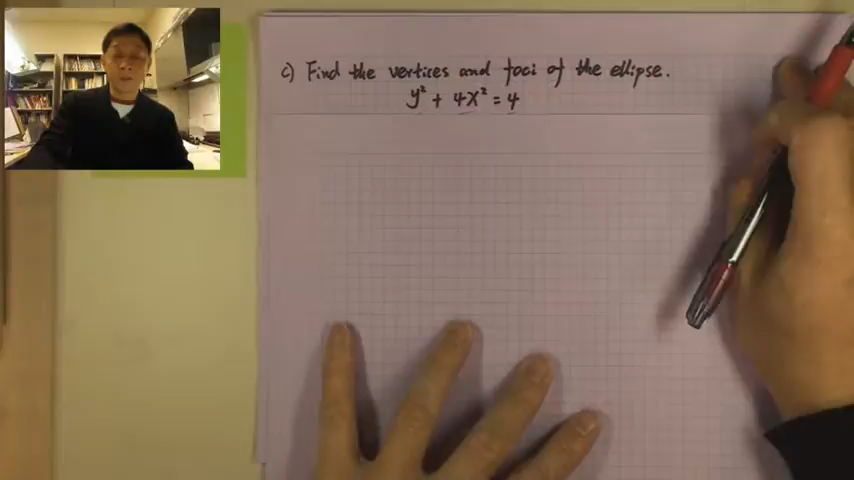 c) Find the vertices and foci of the ellipse.
y² + 4x² = 4